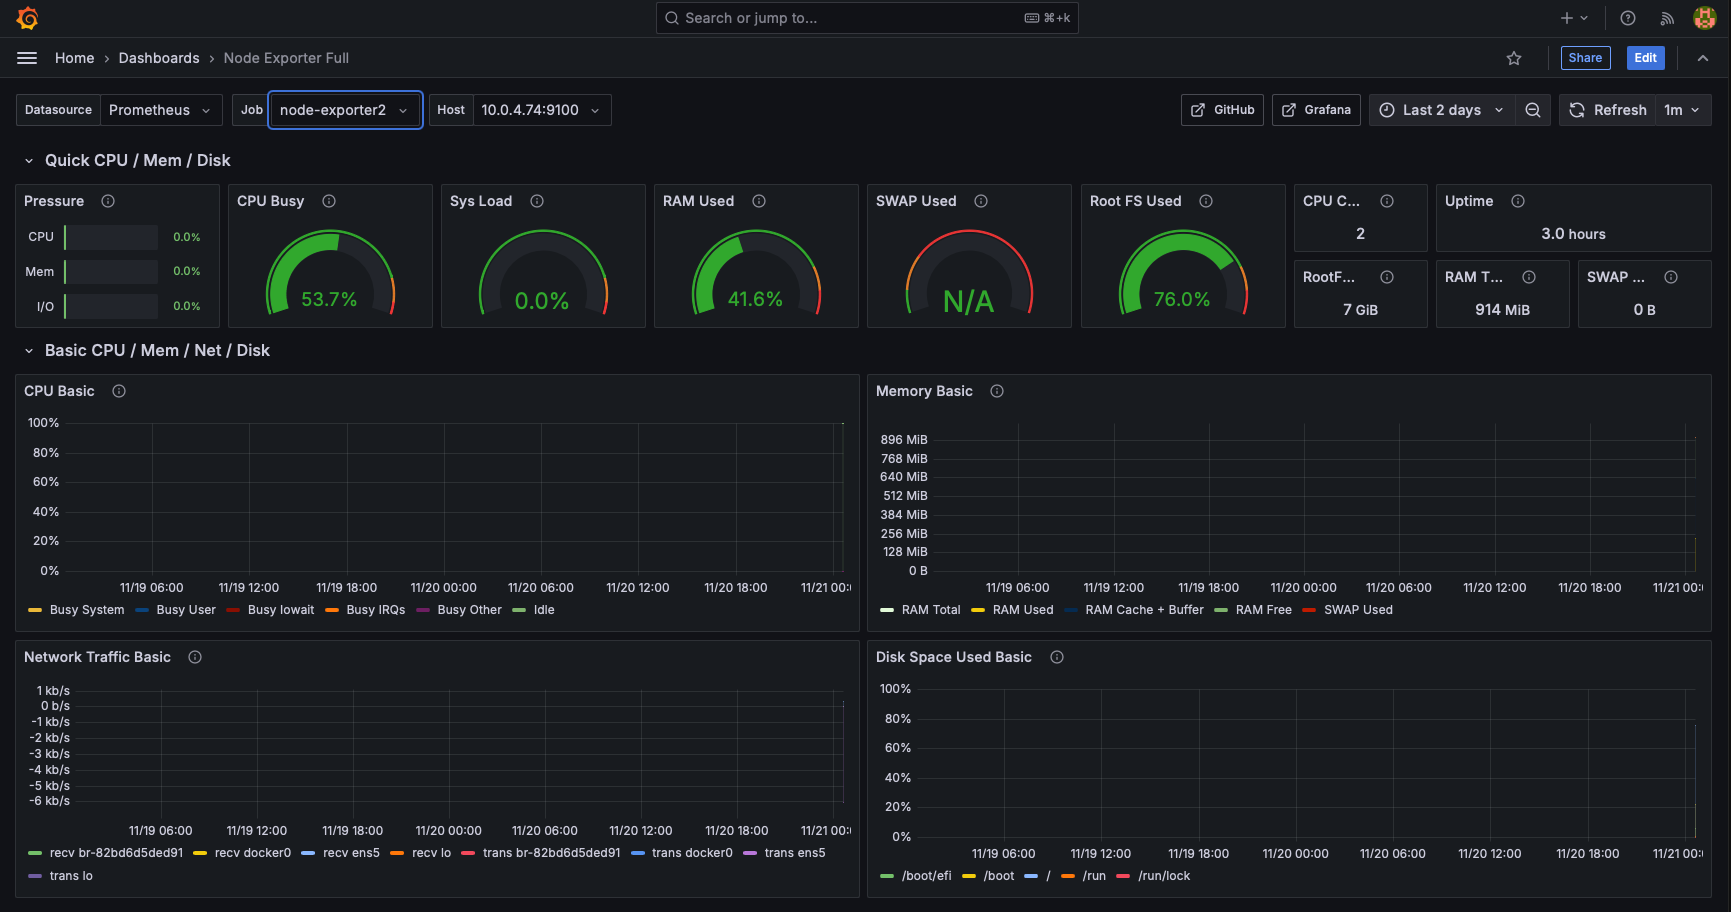 Search or jump to... ⌘+k
Home › Dashboards › Node Exporter Full
Share Edit
Datasource Prometheus Job node-exporter2 Host 10.0.4.74:9100 GitHub Grafana Last 2 days Refresh 1m
Quick CPU / Mem / Disk
Pressure
CPU 0.0%
Mem 0.0%
I/O 0.0%
CPU Busy
53.7%
Sys Load
0.0%
RAM Used
41.6%
SWAP Used
N/A
Root FS Used
76.0%
CPU C...
2
Uptime
3.0 hours
RootF...
7 GiB
RAM T...
914 MiB
SWAP ...
0 B
Basic CPU / Mem / Net / Disk
CPU Basic
100%
80%
60%
40%
20%
0%
11/19 06:00 11/19 12:00 11/19 18:00 11/20 00:00 11/20 06:00 11/20 12:00 11/20 18:00 11/21 00:
Busy System Busy User Busy Iowait Busy IRQs Busy Other Idle
Memory Basic
896 MiB
768 MiB
640 MiB
512 MiB
384 MiB
256 MiB
128 MiB
0 B
11/19 06:00 11/19 12:00 11/19 18:00 11/20 00:00 11/20 06:00 11/20 12:00 11/20 18:00 11/21 00:
RAM Total RAM Used RAM Cache + Buffer RAM Free SWAP Used
Network Traffic Basic
1 kb/s
0 b/s
-1 kb/s
-2 kb/s
-3 kb/s
-4 kb/s
-5 kb/s
-6 kb/s
11/19 06:00 11/19 12:00 11/19 18:00 11/20 00:00 11/20 06:00 11/20 12:00 11/20 18:00 11/21 00:
recv br-82bd6d5ded91 recv docker0 recv ens5 recv lo trans br-82bd6d5ded91 trans docker0 trans ens5
trans lo
Disk Space Used Basic
100%
80%
60%
40%
20%
0%
11/19 06:00 11/19 12:00 11/19 18:00 11/20 00:00 11/20 06:00 11/20 12:00 11/20 18:00 11/21 00:
/boot/efi /boot / /run /run/lock